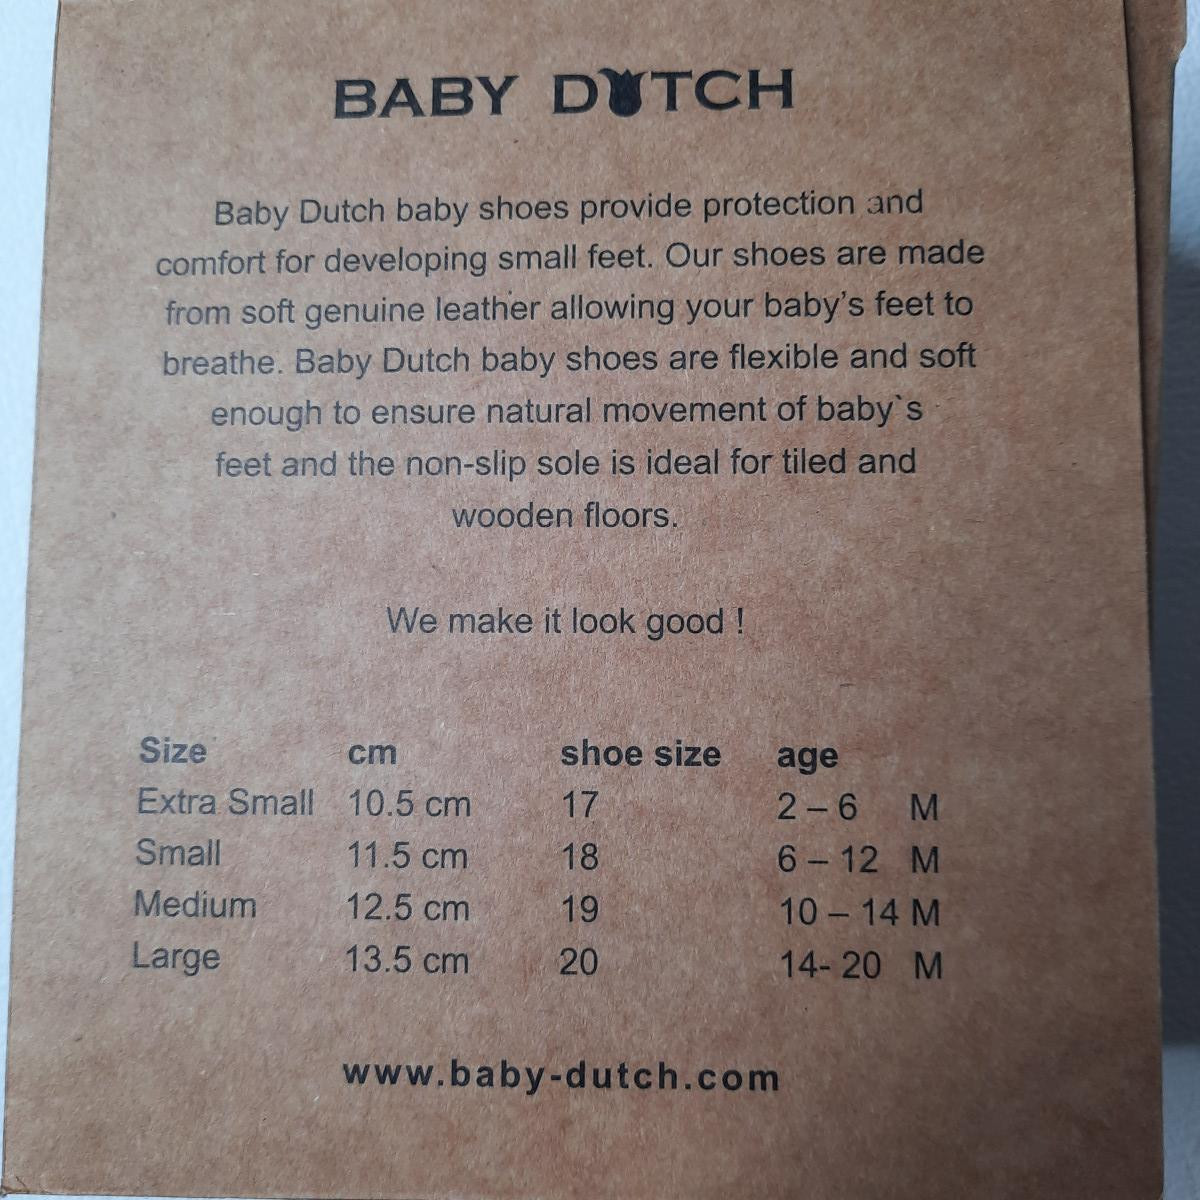 BABY DUTCH
Baby Dutch baby shoes provide protection and
comfort for developing small feet. Our shoes are made
from soft genuine leather allowing your baby’s feet to
breathe. Baby Dutch baby shoes are flexible and soft
enough to ensure natural movement of baby`s
feet and the non-slip sole is ideal for tiled and
wooden floors.
We make it look good !
Size cm shoe size age
Extra Small 10.5 cm 17 2 – 6 M
Small 11.5 cm 18 6 – 12 M
Medium 12.5 cm 19 10 – 14 M
Large 13.5 cm 20 14- 20 M
www.baby-dutch.com